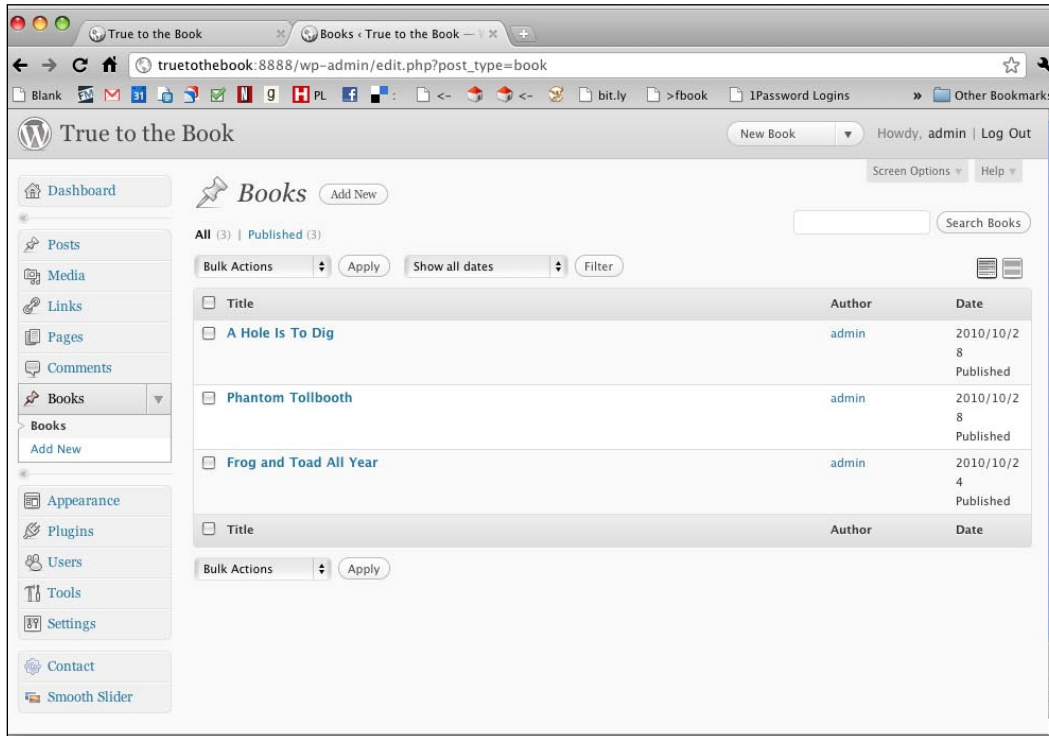 True to the Book
Books ‹ True to the Book —
truetothebook:8888/wp-admin/edit.php?post_type=book
Blank
FM
31
N
g
H PL
f
:
<-
<-
bit.ly
>fbook
1Password Logins
»
Other Bookmarks
True to the Book
New Book
Howdy, admin | Log Out
Screen Options
Help
Dashboard
Posts
Media
Links
Pages
Comments
Books
Books
Add New
Appearance
Plugins
Users
Tools
Settings
Contact
Smooth Slider
Books
Add New
Search Books
All (3) | Published (3)
Bulk Actions
Apply
Show all dates
Filter
Title Author Date
A Hole Is To Dig admin 2010/10/2
8
Published
Phantom Tollbooth admin 2010/10/2
8
Published
Frog and Toad All Year admin 2010/10/2
4
Published
Title Author Date
Bulk Actions
Apply